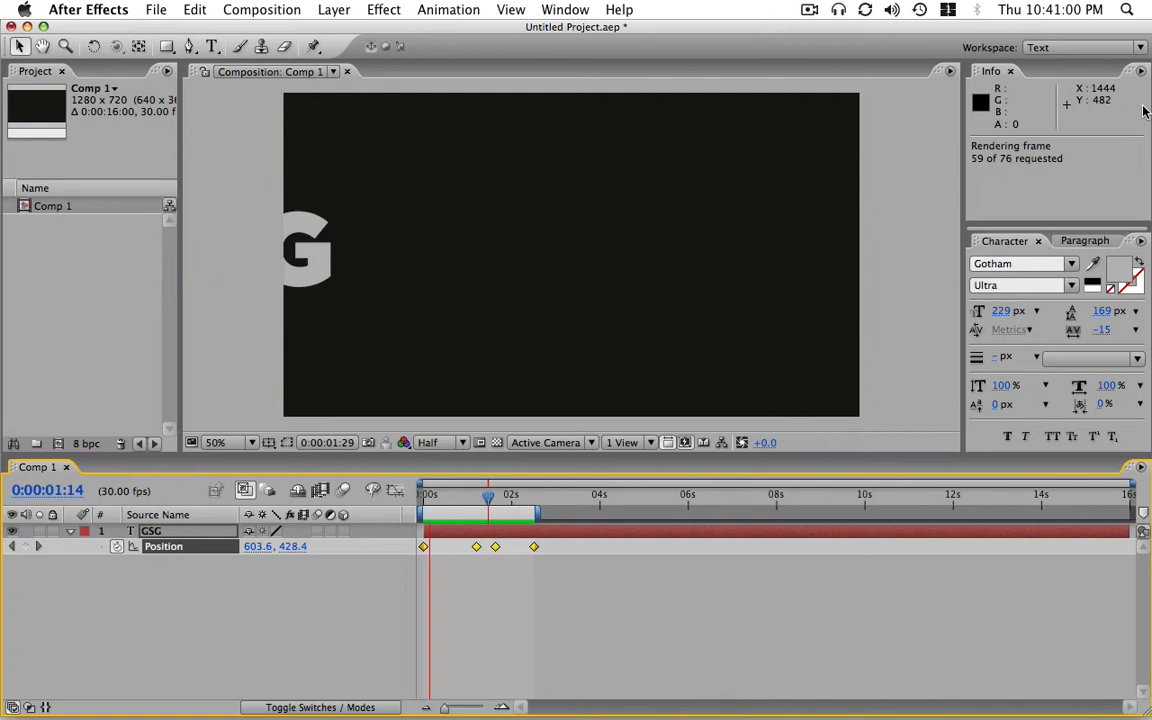 After Effects File Edit Composition Layer Effect Animation View Window Help Thu 10:41:00 PM
Untitled Project.aep *
Workspace: Text
Project
Composition: Comp 1
Info
Comp 1
1280 x 720 (640 x 36
Δ 0:00:16:00, 30.00 f
R :
G :
B :
A : 0
X : 1444
Y : 482
Rendering frame
59 of 76 requested
Name
Comp 1
G
Character
Paragraph
Gotham
Ultra
229 px
169 px
Metrics
-15
- px
100 %
100 %
0 px
0 %
T T TT Tr T¹ T₁
8 bpc
50%
0:00:01:29
Half
Active Camera
1 View
+0.0
Comp 1
0:00:01:14
(30.00 fps)
:00s 02s 04s 06s 08s 10s 12s 14s 16s
# Source Name
1 T GSG
Position
603.6, 428.4
Toggle Switches / Modes